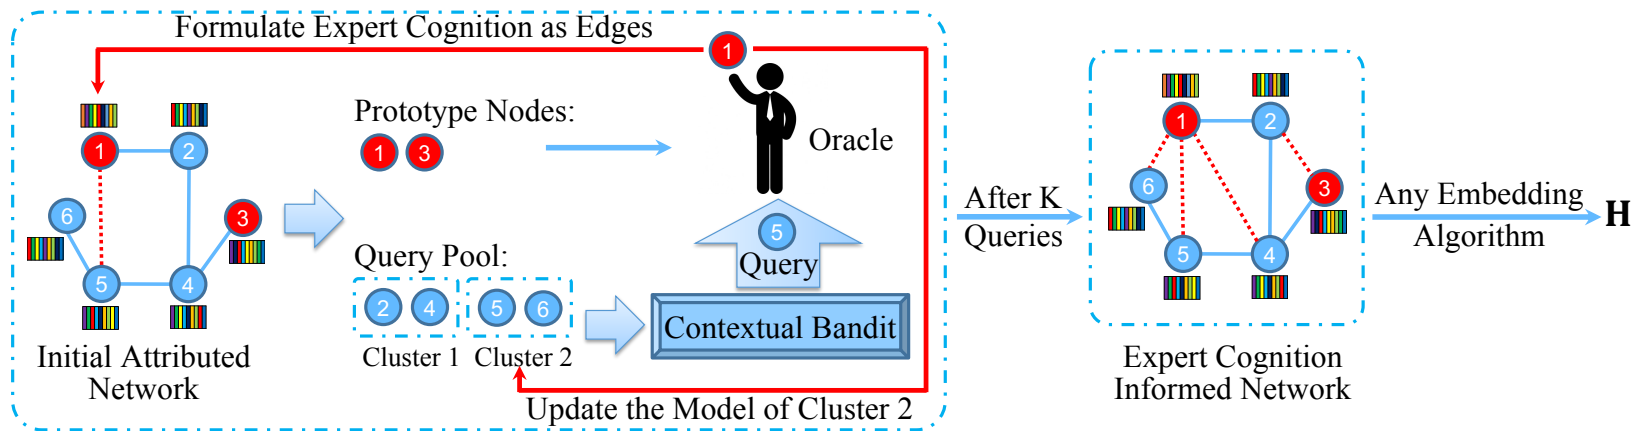 Formulate Expert Cognition as Edges
1
1
2
6
3
5
4
Initial Attributed
Network
Prototype Nodes:
1 3
Oracle
Query Pool:
2 4 5 6
Cluster 1 Cluster 2
5
Query
Contextual Bandit
Update the Model of Cluster 2
After K
Queries
1
2
6
3
5
4
Expert Cognition
Informed Network
Any Embedding
Algorithm
H